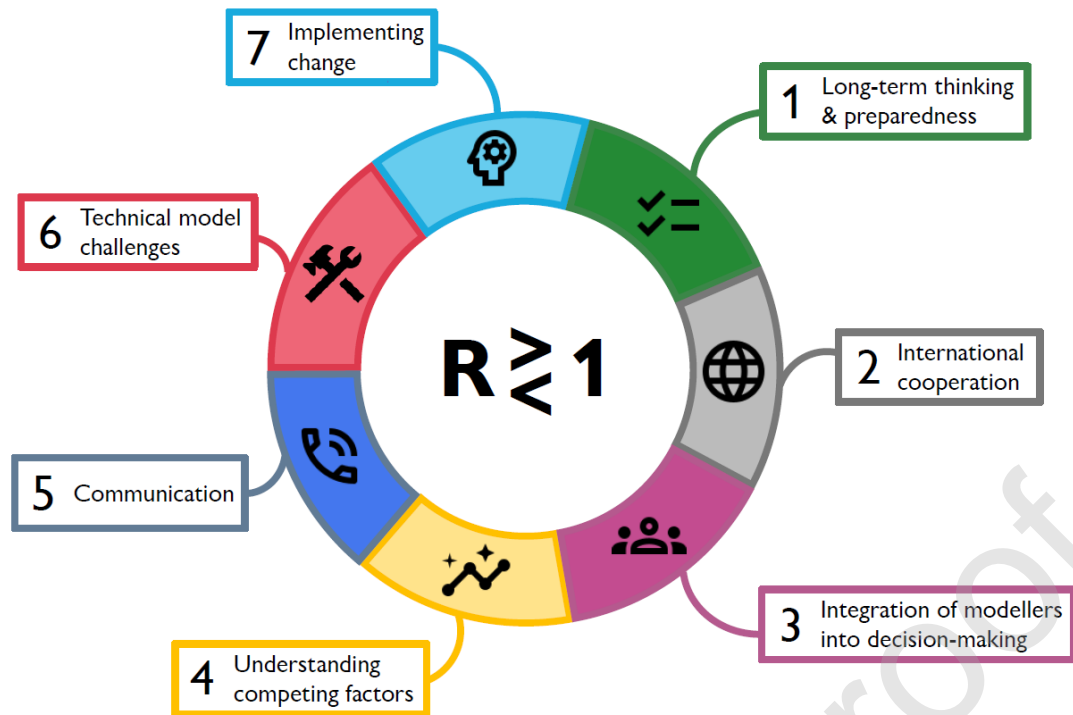 7 Implementing
change
1 Long-term thinking
& preparedness
6 Technical model
challenges
R ≷ 1
2 International
cooperation
5 Communication
3 Integration of modellers
into decision-making
4 Understanding
competing factors
roof